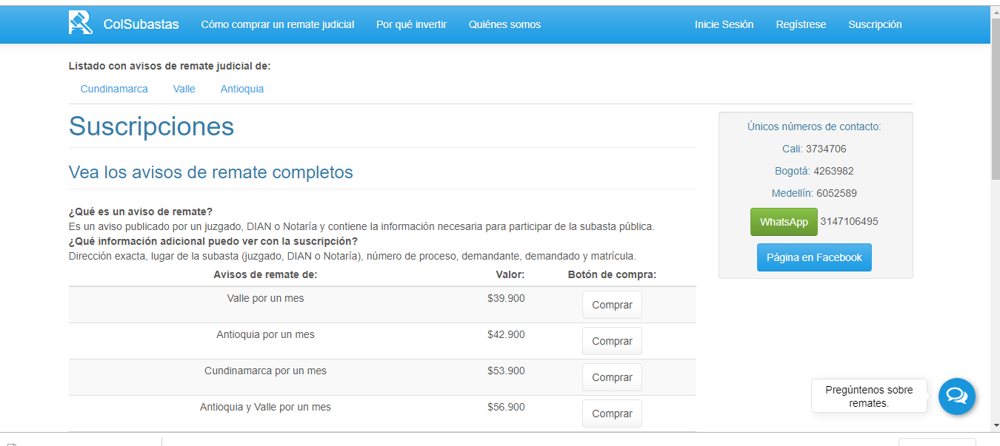 ColSubastas Cómo comprar un remate judicial Por qué invertir Quiénes somos Inicie Sesión Regístrese Suscripción
Listado con avisos de remate judicial de:
Cundinamarca Valle Antioquia
Suscripciones
Vea los avisos de remate completos
¿Qué es un aviso de remate?
Es un aviso publicado por un juzgado, DIAN o Notaría y contiene la información necesaria para participar de la subasta pública.
¿Qué información adicional puedo ver con la suscripción?
Dirección exacta, lugar de la subasta (juzgado, DIAN o Notaría), número de proceso, demandante, demandado y matrícula.
Avisos de remate de: Valor: Botón de compra:
Valle por un mes $39.900 Comprar
Antioquia por un mes $42.900 Comprar
Cundinamarca por un mes $53.900 Comprar
Antioquia y Valle por un mes $56.900 Comprar
Únicos números de contacto:
Cali: 3734706
Bogotá: 4263982
Medellín: 6052589
WhatsApp 3147106495
Página en Facebook
Pregúntenos sobre
remates.